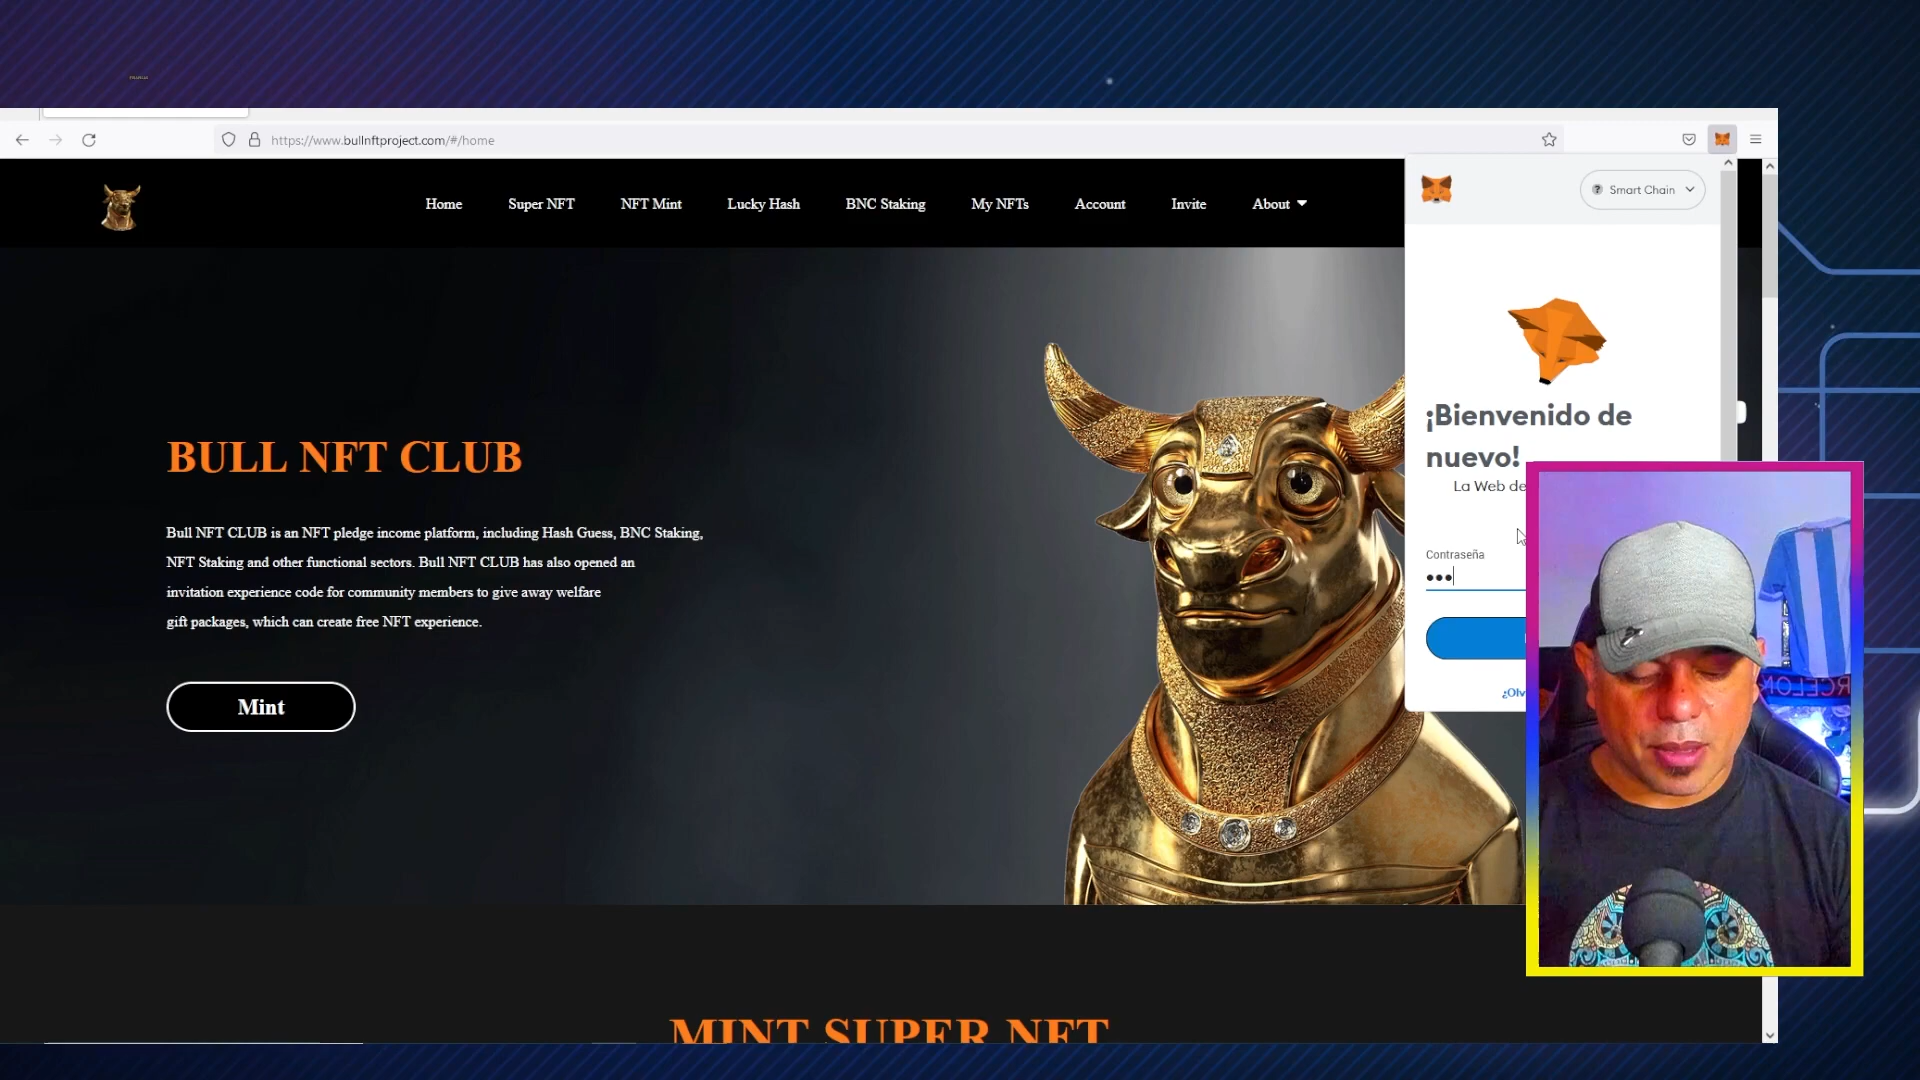 https://www.bullnftproject.com/#/home
Home
Super NFT
NFT Mint
Lucky Hash
BNC Staking
My NFTs
Account
Invite
About
Smart Chain
¡Bienvenido de
nuevo!
La Web de
Contraseña
¿Olv
BULL NFT CLUB
Bull NFT CLUB is an NFT pledge income platform, including Hash Guess, BNC Staking,
NFT Staking and other functional sectors. Bull NFT CLUB has also opened an
invitation experience code for community members to give away welfare
gift packages, which can create free NFT experience.
Mint
MINT SUPER NFT